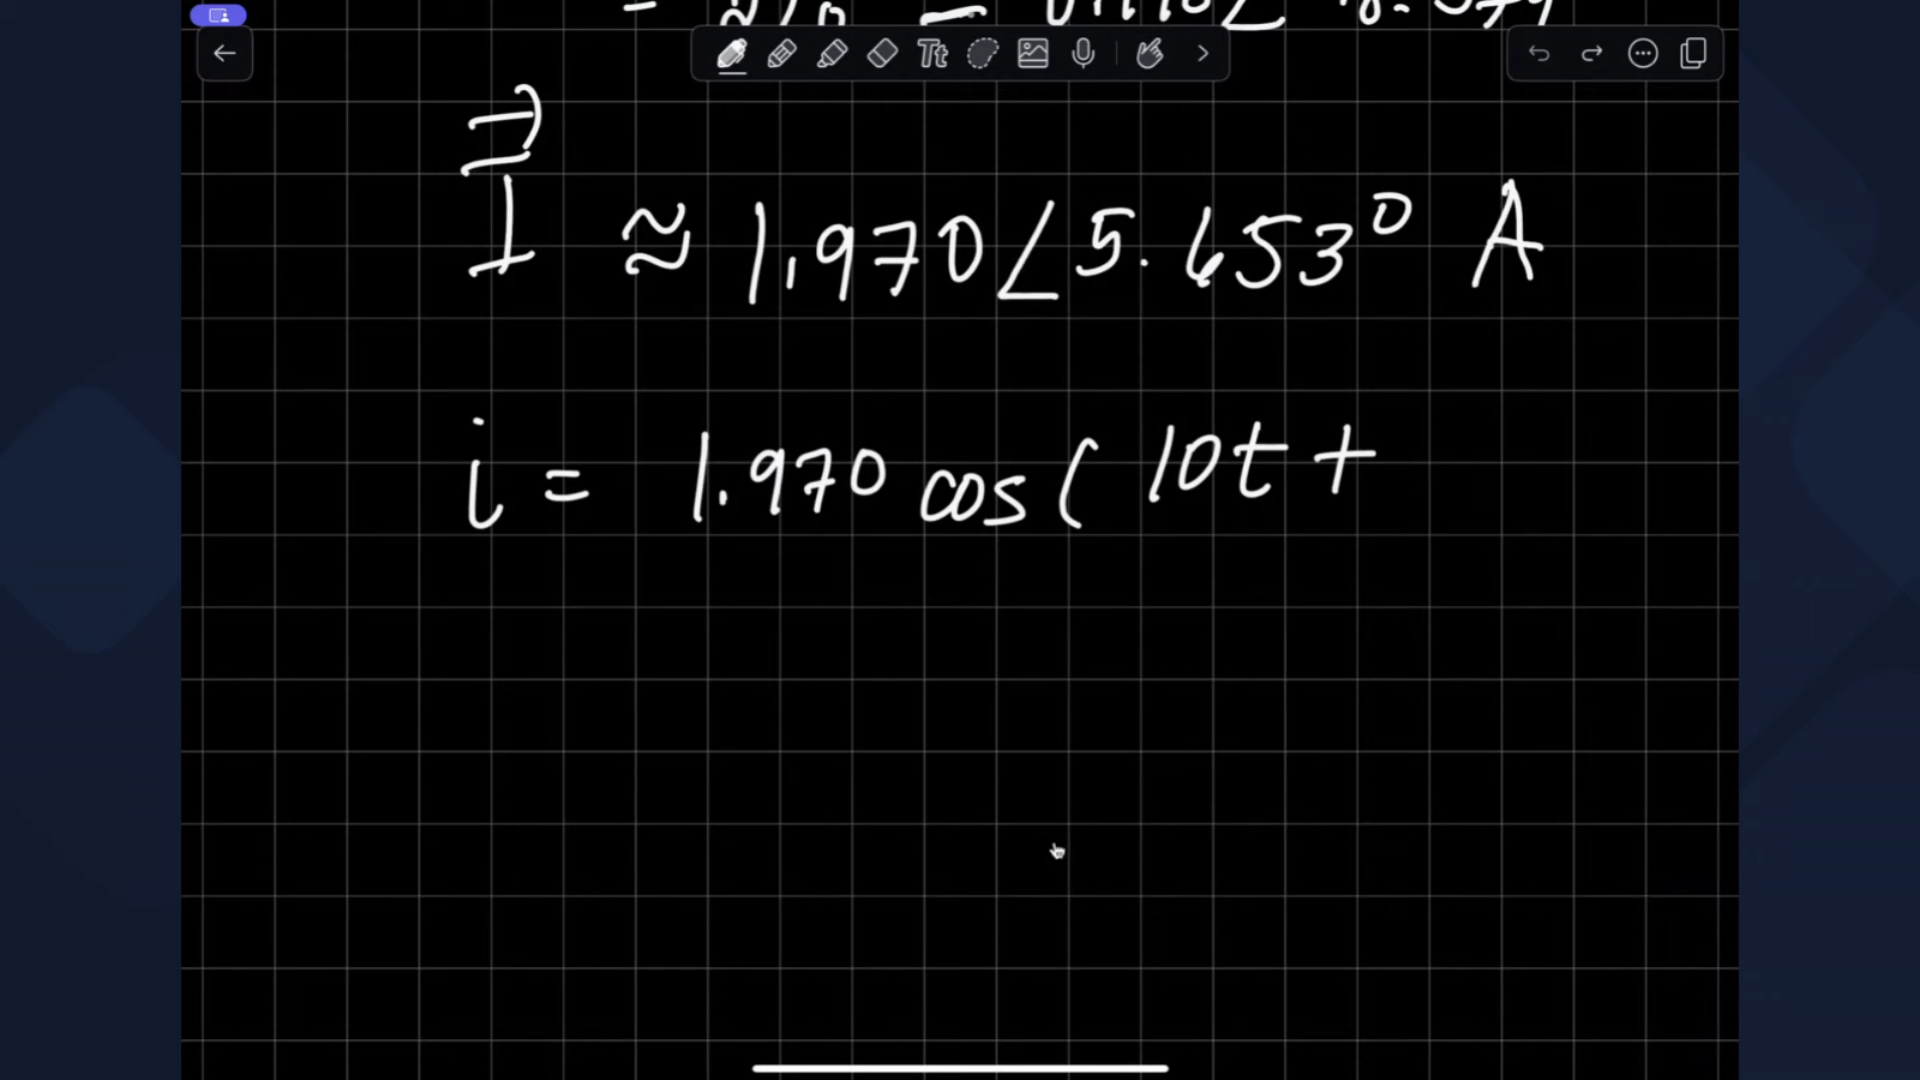 ⇒
I ≈ 1.970∠5.653° A
i = 1.970 cos( 10t +